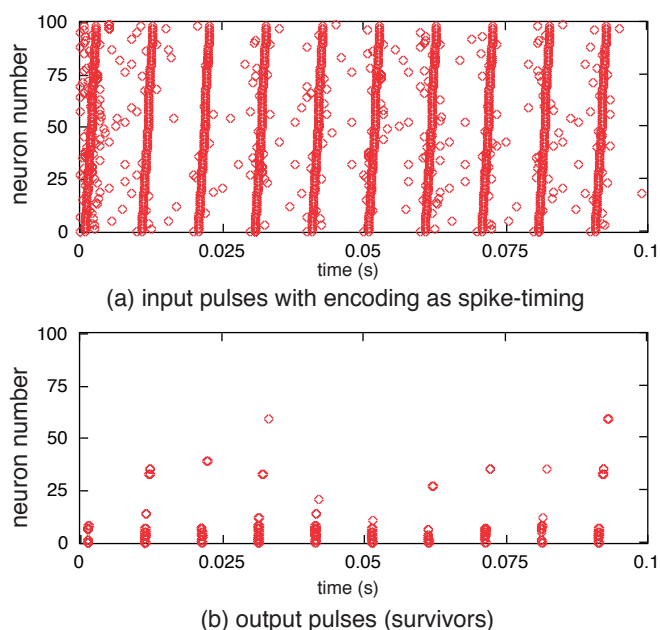 100
75
50
25
0
neuron number
0 0.025 0.05 0.075 0.1
time (s)
(a) input pulses with encoding as spike-timing
100
75
50
25
0
neuron number
0 0.025 0.05 0.075 0.1
time (s)
(b) output pulses (survivors)